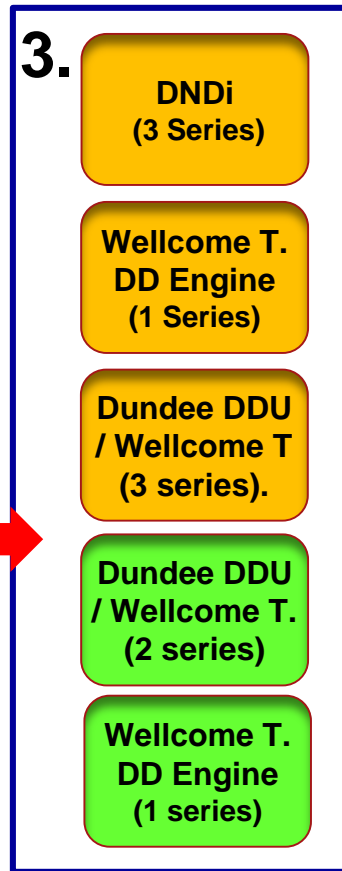 3.
DNDi
(3 Series)
Wellcome T.
DD Engine
(1 Series)
Dundee DDU
/ Wellcome T
(3 series).
Dundee DDU
/ Wellcome T.
(2 series)
Wellcome T.
DD Engine
(1 series)